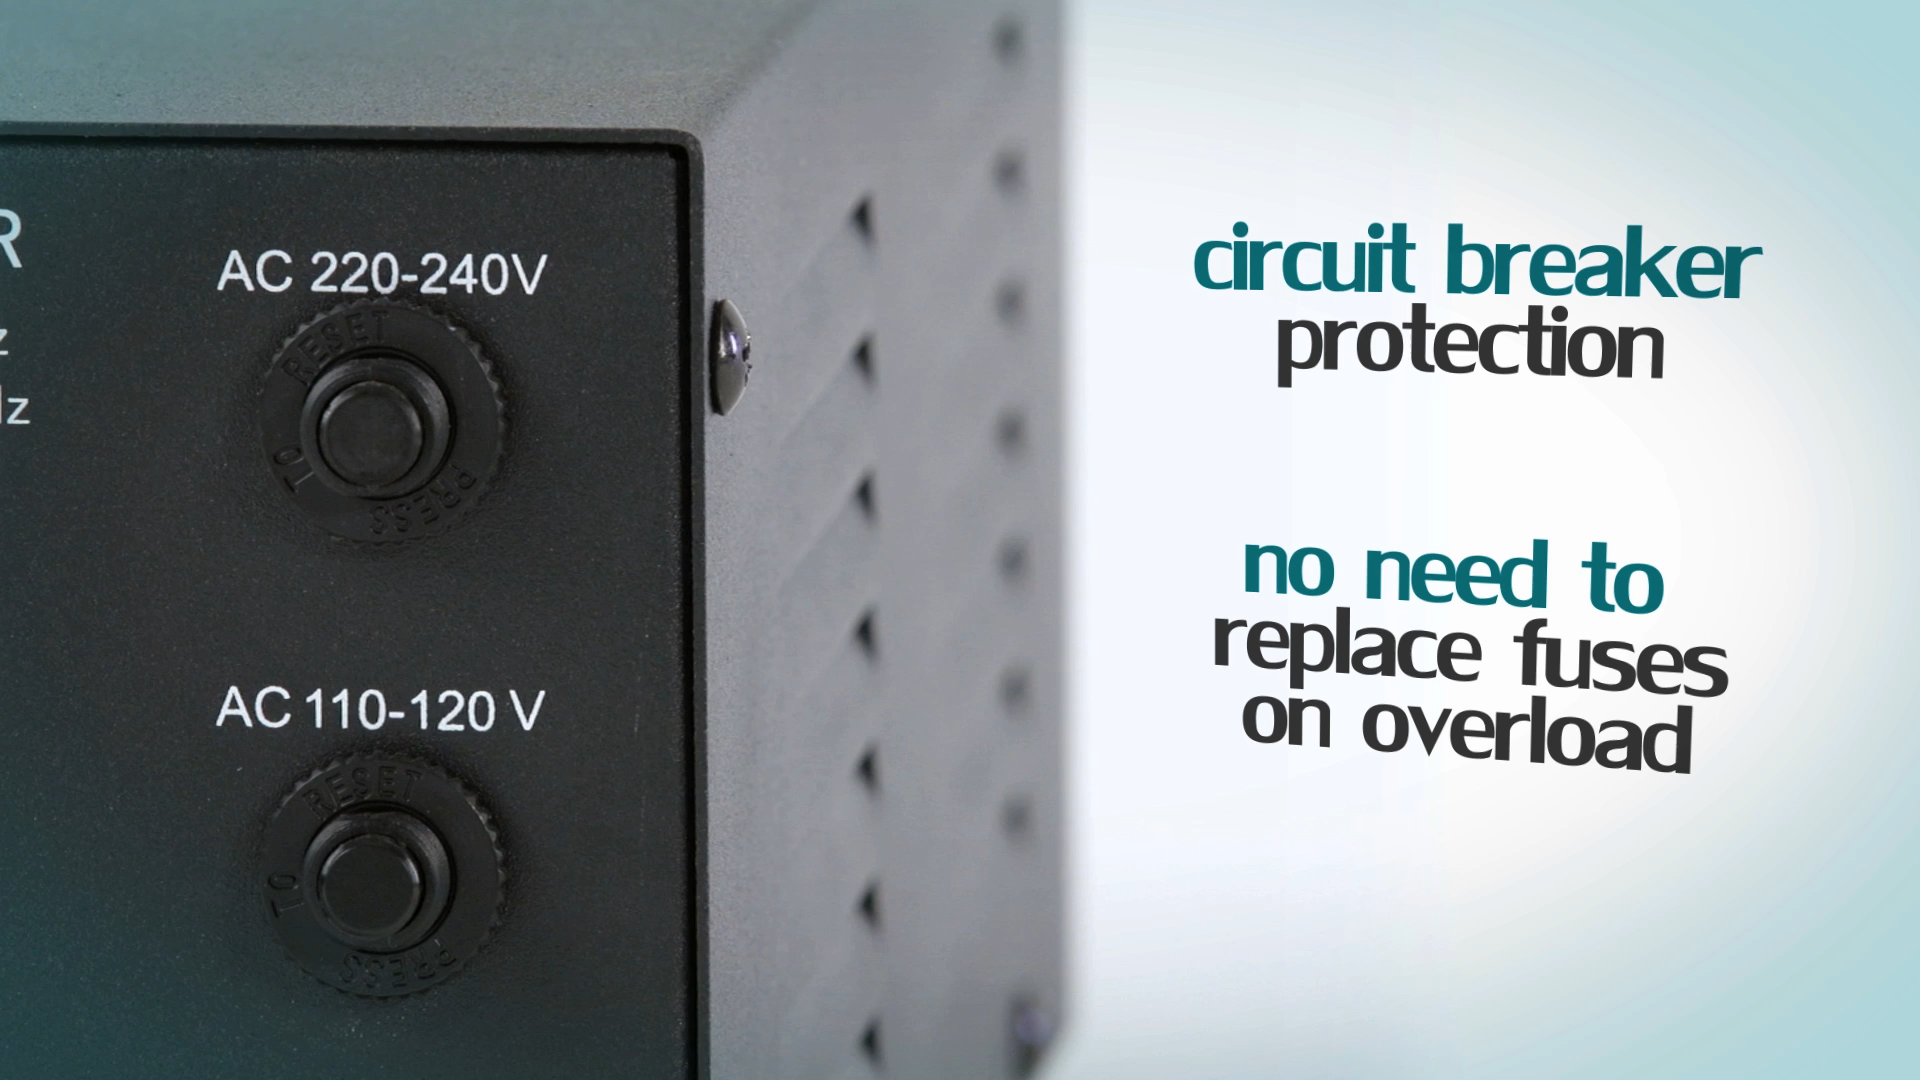 R
AC 220-240V
PRESS TO RESET
z
Hz
AC 110-120 V
PRESS TO RESET
circuit breaker
protection
no need to
replace fuses
on overload